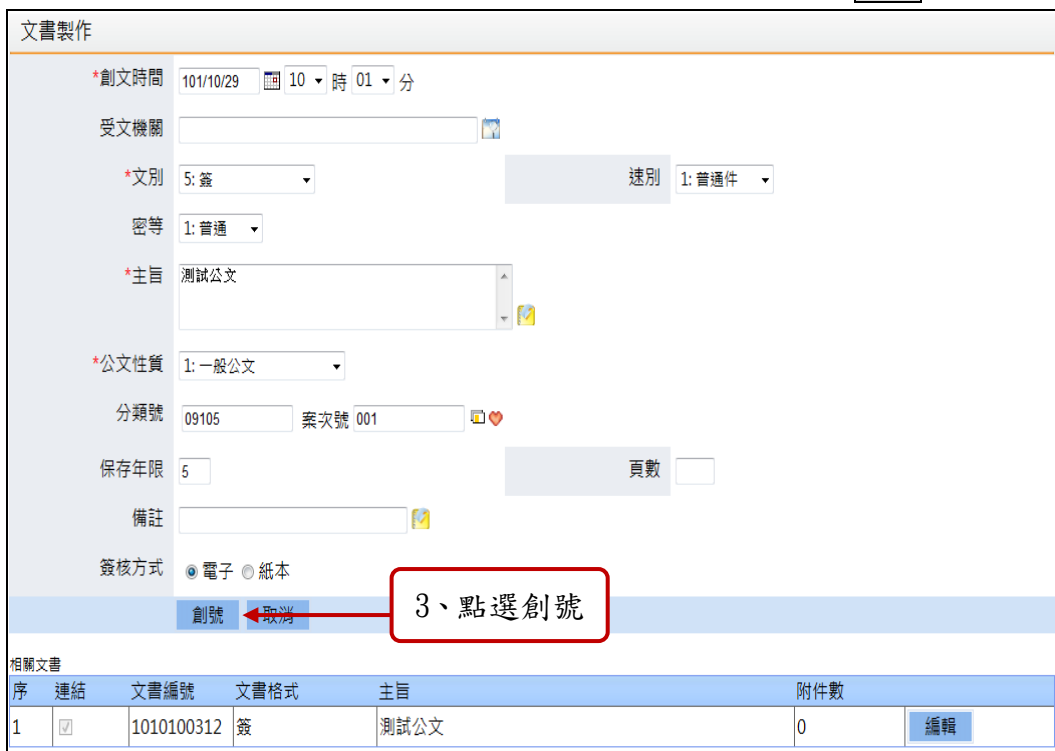 文書製作
*創文時間 101/10/29 10 時 01 分
受文機關
*文別 5: 簽 速別 1: 普通件
密等 1: 普通
*主旨 測試公文
*公文性質 1: 一般公文
分類號 09105 案次號 001
保存年限 5 頁數
備註
簽核方式 電子 紙本
創號 取消
3、點選創號
相關文書
序 連結 文書編號 文書格式 主旨 附件數
1 1010100312 簽 測試公文 0 編輯